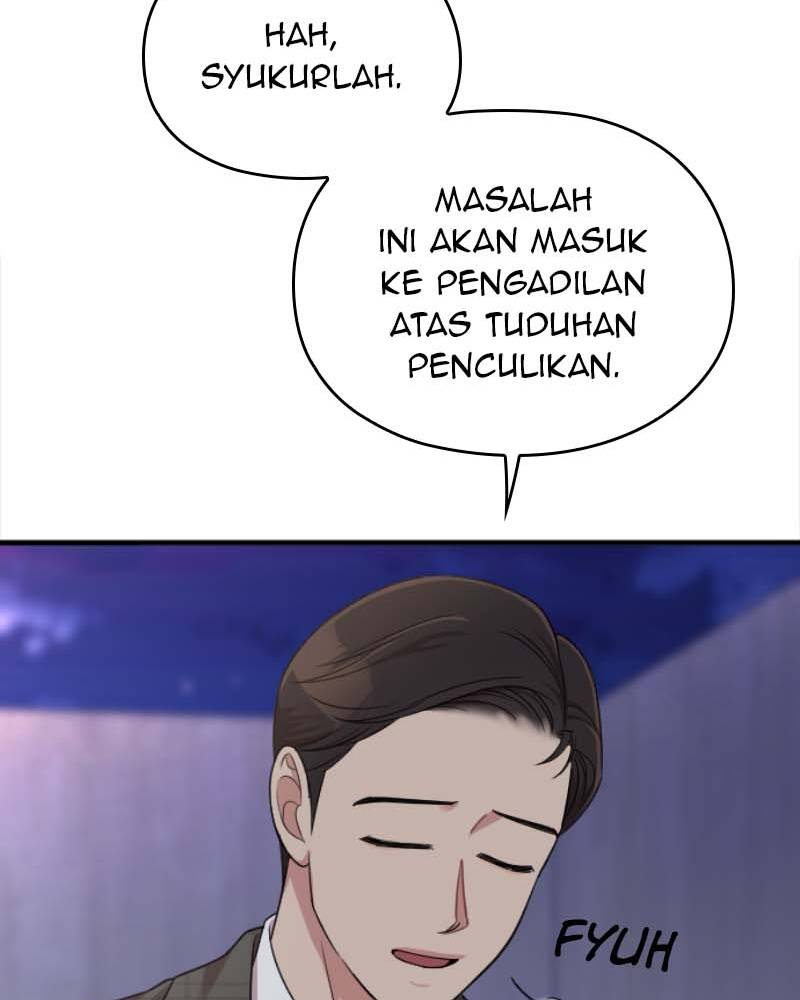 HAH,
SYUKURLAH.
MASALAH
INI AKAN MASUK
KE PENGADILAN
ATAS TUDUHAN
PENCULIKAN.
FYUH